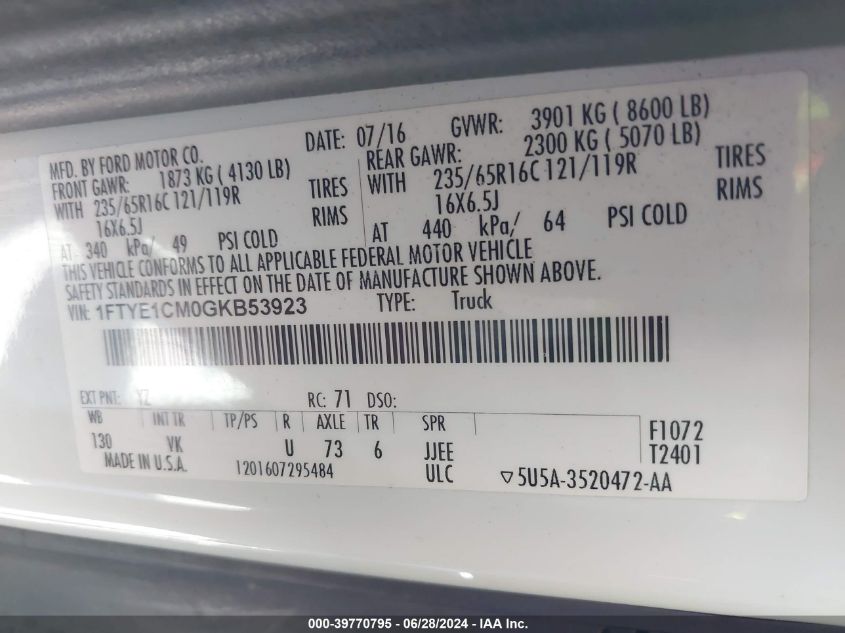 MFD. BY FORD MOTOR CO.
DATE: 07/16 GVWR: 3901 KG ( 8600 LB)
FRONT GAWR: 1873 KG ( 4130 LB)
REAR GAWR: 2300 KG ( 5070 LB)
WITH 235/65R16C 121/119R TIRES
WITH 235/65R16C 121/119R TIRES
16X6.5J RIMS
16X6.5J RIMS
AT 340 kPa/ 49 PSI COLD
AT 440 kPa/ 64 PSI COLD
THIS VEHICLE CONFORMS TO ALL APPLICABLE FEDERAL MOTOR VEHICLE
SAFETY STANDARDS IN EFFECT ON THE DATE OF MANUFACTURE SHOWN ABOVE.
VIN: 1FTYE1CM0GKB53923 TYPE: Truck
EXT PNT: YZ RC: 71 DSO:
WB INT TR TP/PS R AXLE TR SPR
130 VK U 73 6 JJEE
F1072
T2401
MADE IN U.S.A. 1201607295484 ULC ▽5U5A-3520472-AA
000-39770795 - 06/28/2024 - IAA Inc.